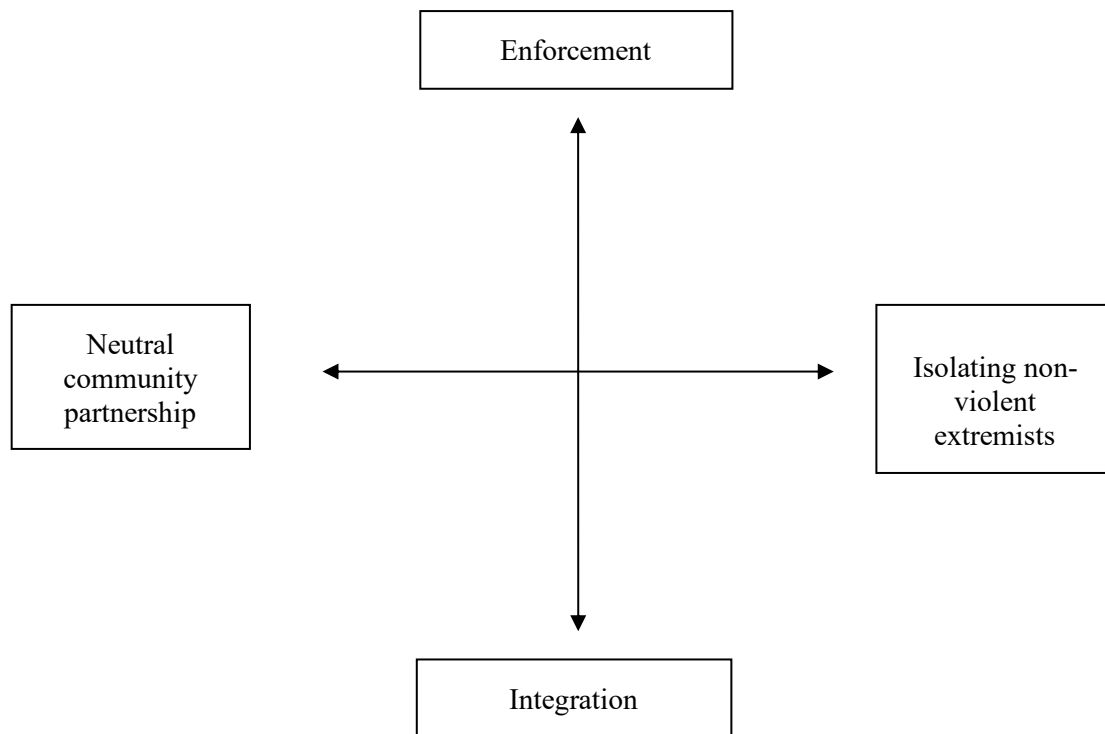 Enforcement
Neutral
community
partnership
Isolating non-
violent
extremists
Integration